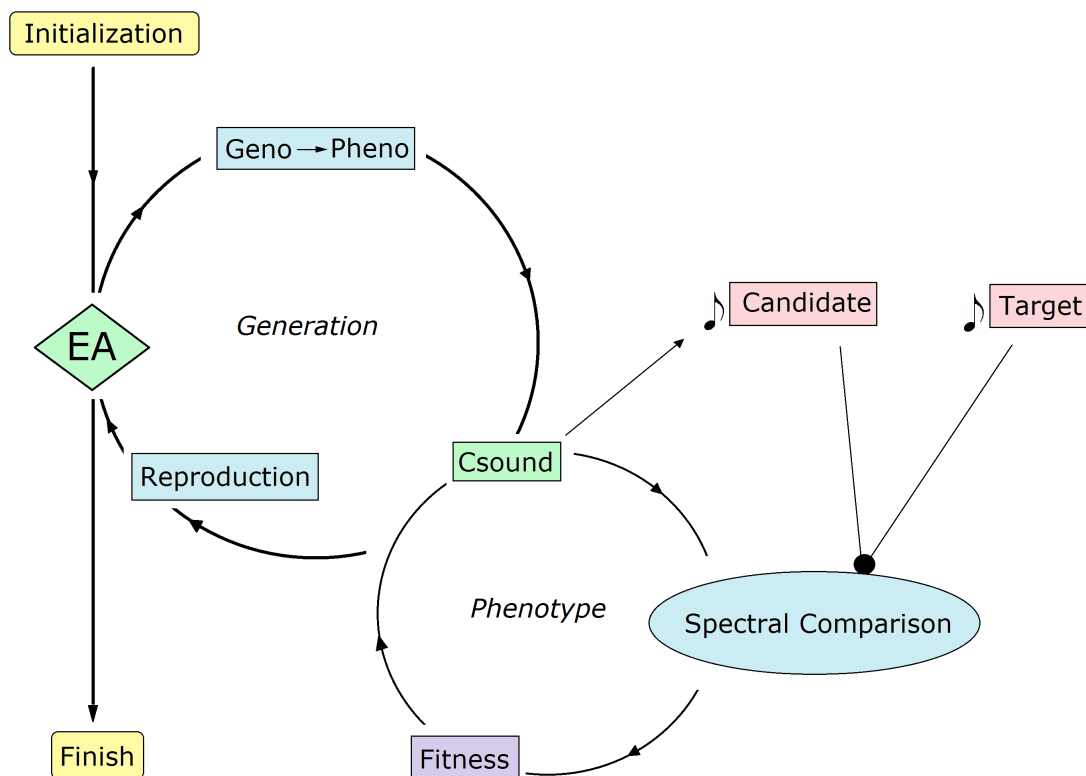 Initialization
Geno → Pheno
Generation
Candidate
Target
EA
Csound
Reproduction
Phenotype
Spectral Comparison
Finish
Fitness